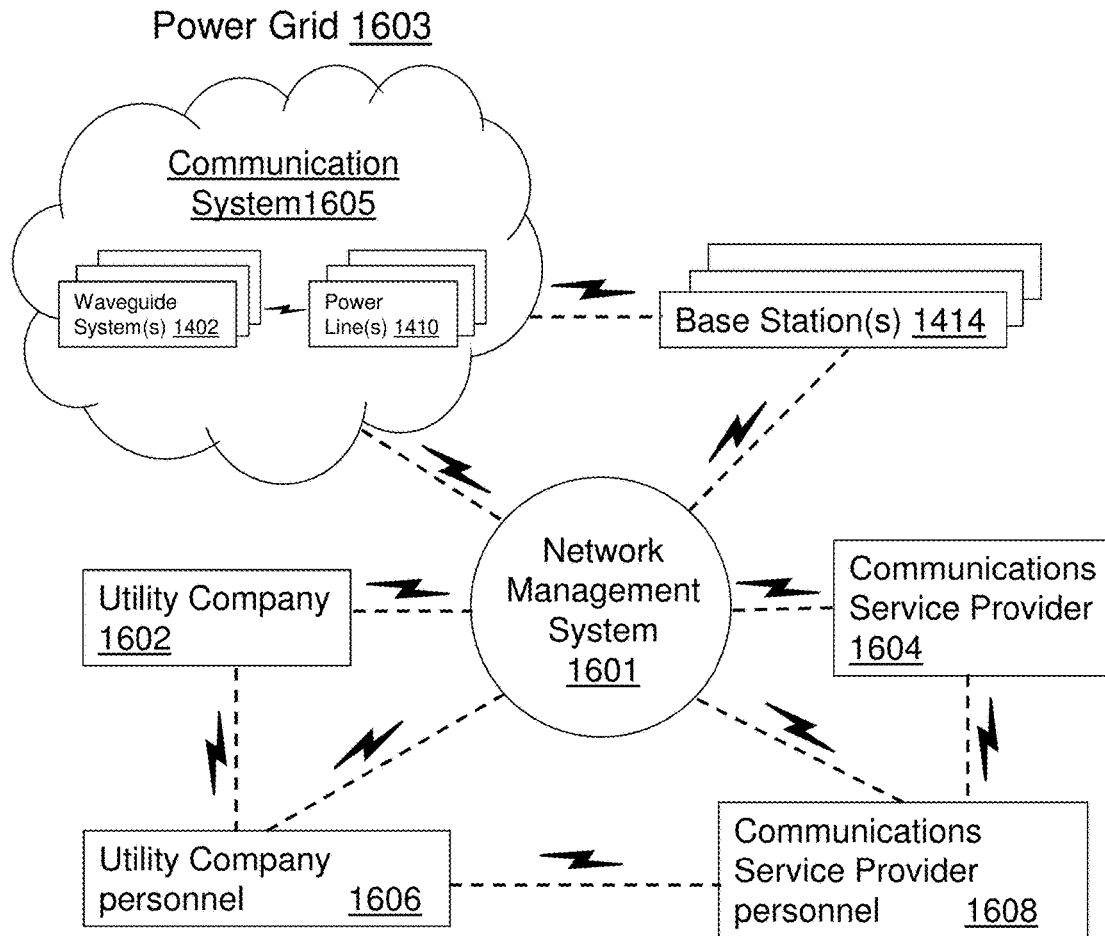 Power Grid 1603
Communication
System1605
Waveguide
System(s) 1402
Power
Line(s) 1410
Base Station(s) 1414
Network
Management
System
1601
Utility Company
1602
Communications
Service Provider
1604
Utility Company
personnel 1606
Communications
Service Provider
personnel 1608